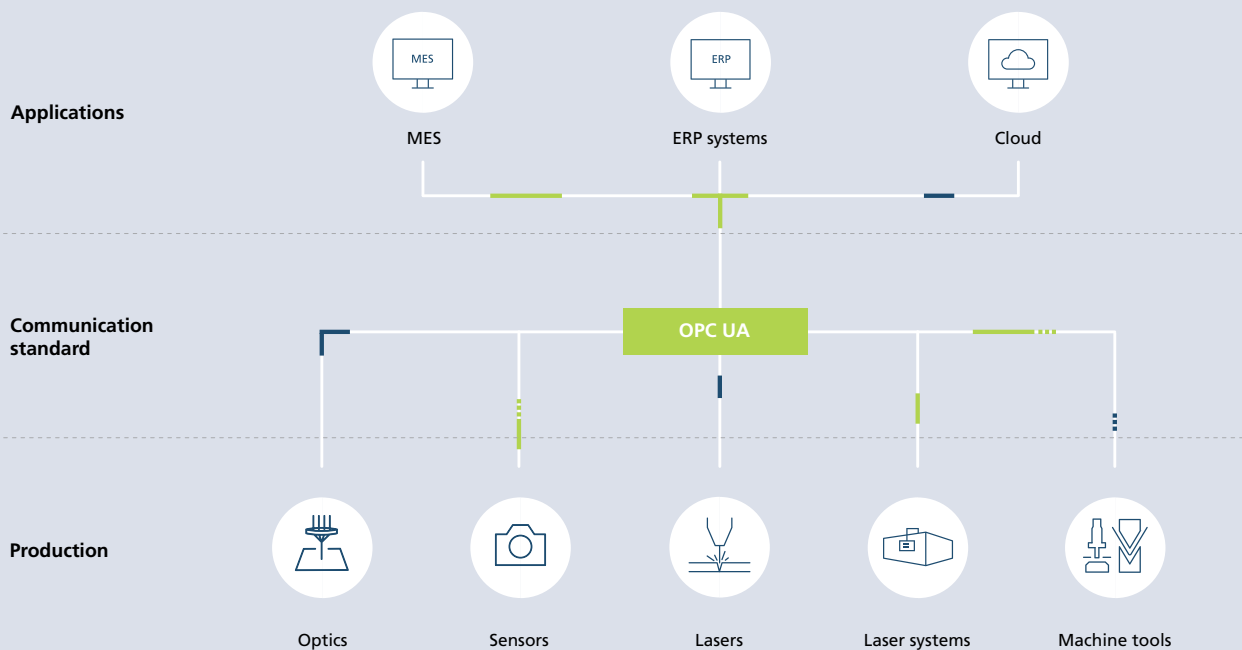 MES
ERP
Applications
MES
ERP systems
Cloud
Communication
standard
OPC UA
Production
Optics
Sensors
Lasers
Laser systems
Machine tools